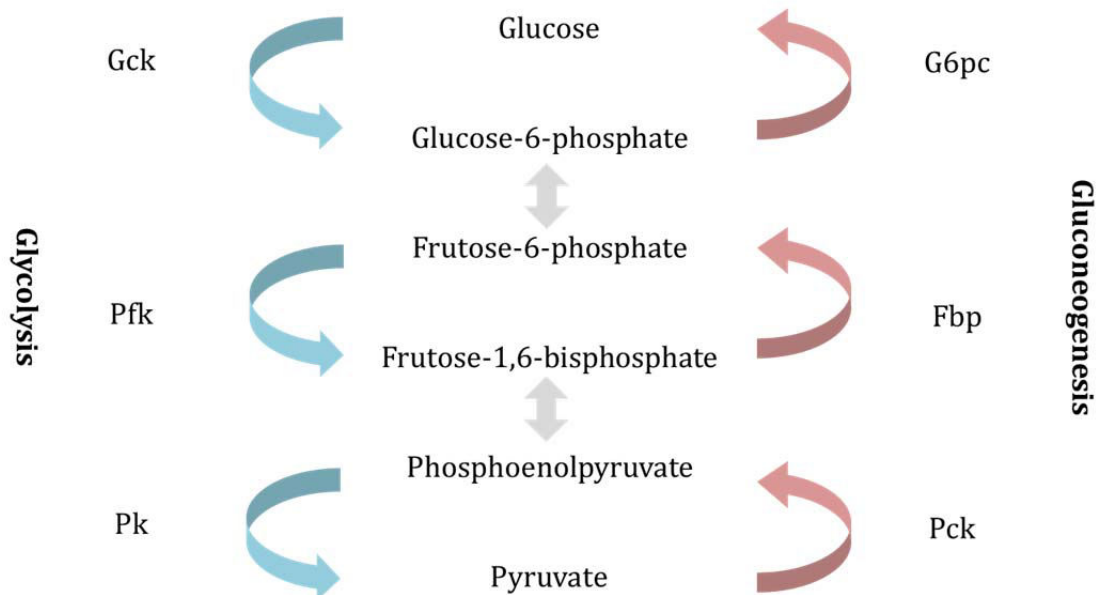 Glucose
Gck
G6pc
Glucose-6-phosphate
Glycolysis
Gluconeogenesis
Frutose-6-phosphate
Pfk
Fbp
Frutose-1,6-bisphosphate
Phosphoenolpyruvate
Pk
Pck
Pyruvate